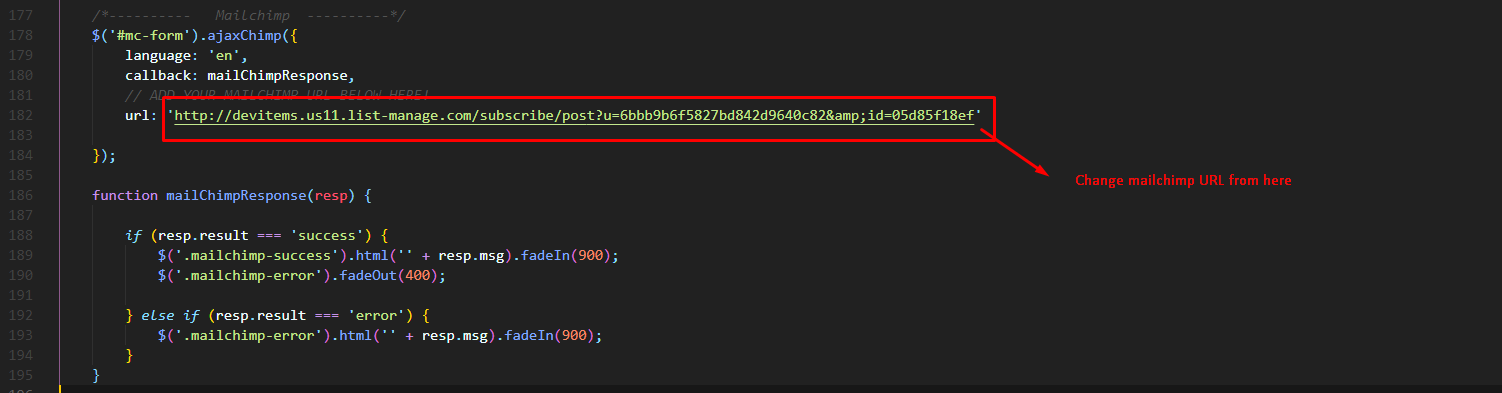 177 /*---------- Mailchimp ----------*/
178 $('#mc-form').ajaxChimp({
179 language: 'en',
180 callback: mailChimpResponse,
181 // ADD YOUR MAILCHIMP URL BELOW HERE!
182 url: 'http://devitems.us11.list-manage.com/subscribe/post?u=6bbb9b6f5827bd842d9640c82&amp;id=05d85f18ef'
183
184 });
Change mailchimp URL from here
185
186 function mailChimpResponse(resp) {
187
188 if (resp.result === 'success') {
189 $('.mailchimp-success').html('' + resp.msg).fadeIn(900);
190 $('.mailchimp-error').fadeOut(400);
191
192 } else if (resp.result === 'error') {
193 $('.mailchimp-error').html('' + resp.msg).fadeIn(900);
194 }
195 }
196